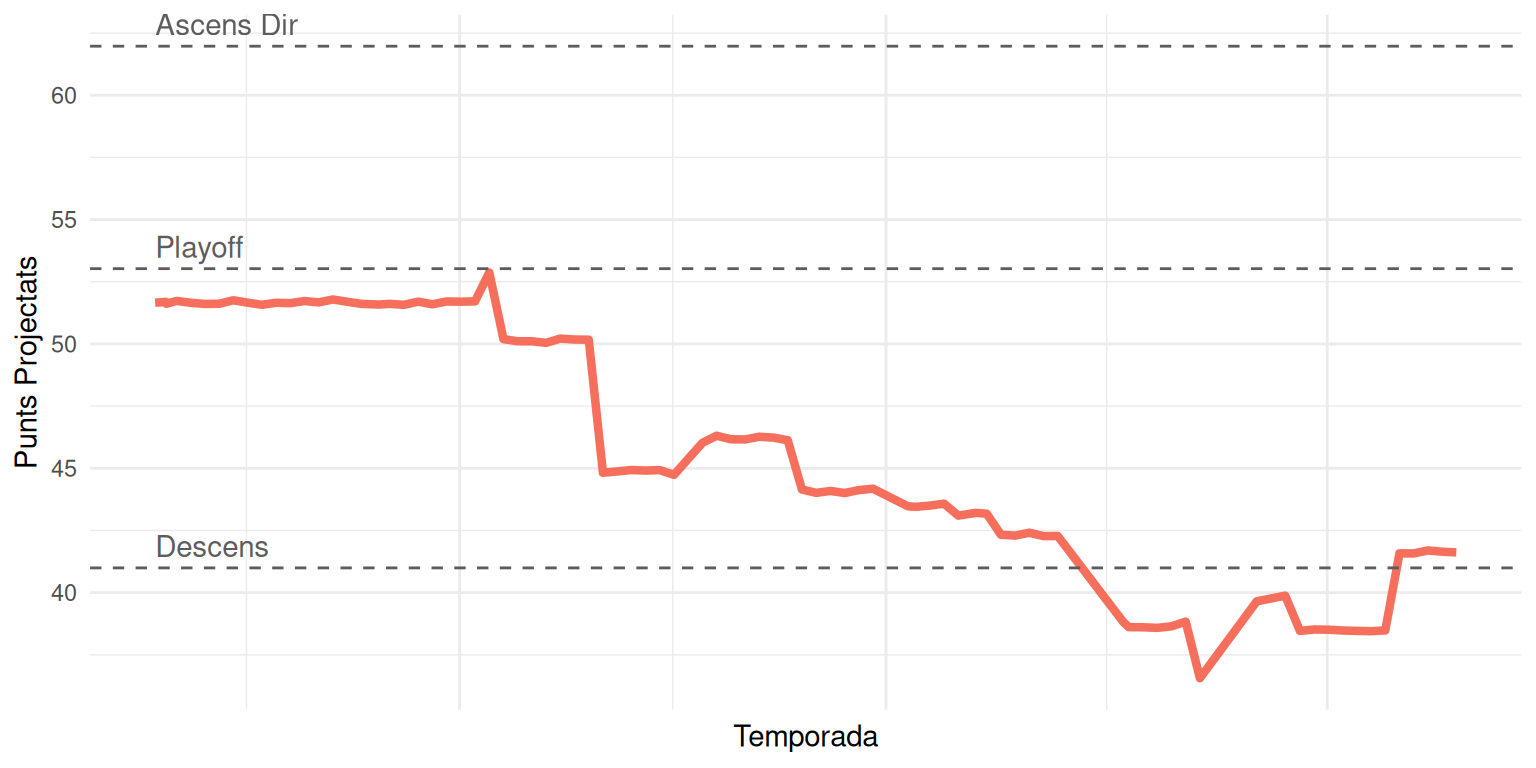 Ascens Dir
60
55
Playoff
50
45
Descens
40
Punts Projectats
Temporada